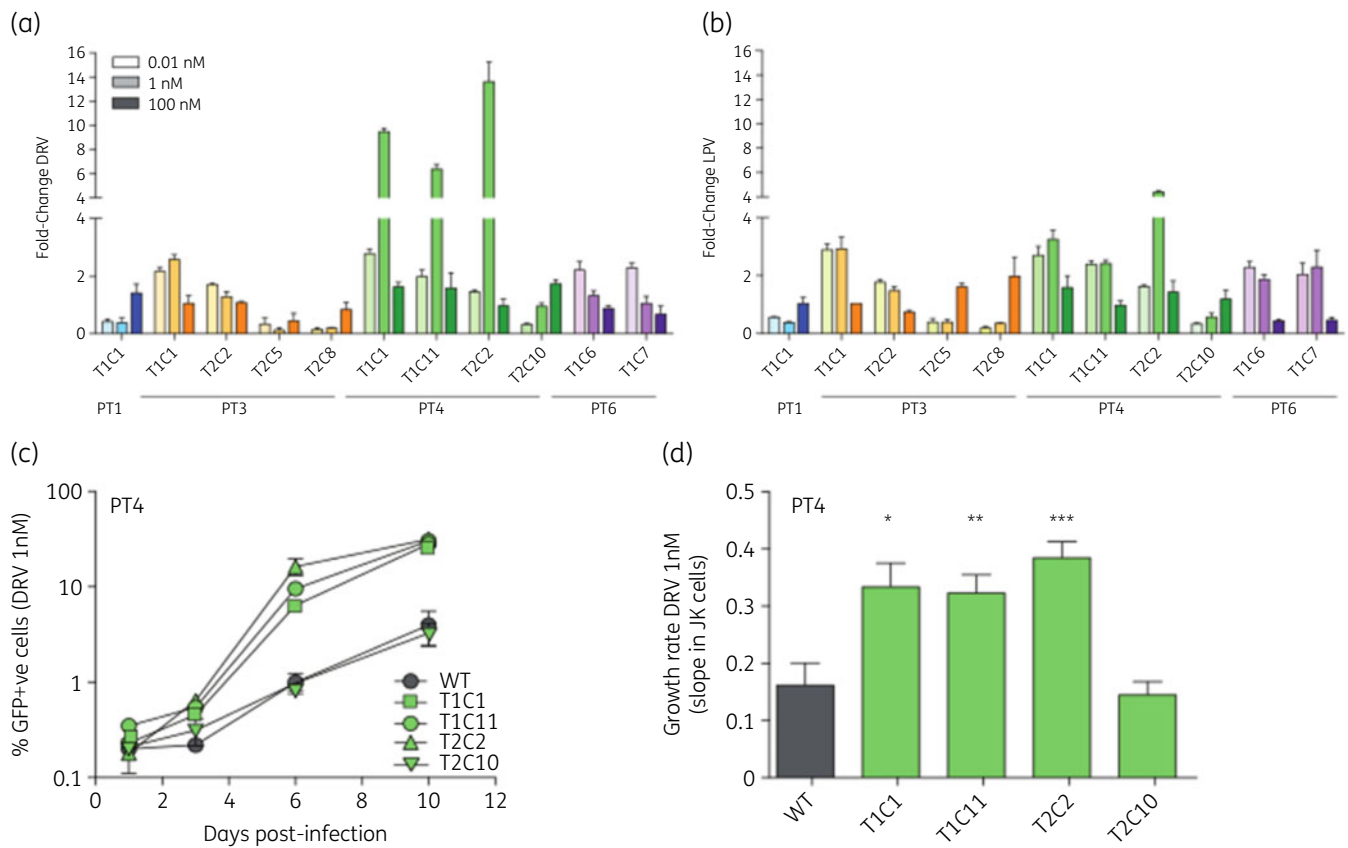 (a)
16
14
12
10
8
6
4
4
2
0
Fold-Change DRV
0.01 nM
1 nM
100 nM
T1C1
T1C1
T2C2
T2C5
T2C8
T1C1
T1C11
T2C2
T2C10
T1C6
T1C7
PT1
PT3
PT4
PT6
(b)
16
14
12
10
8
6
4
4
2
0
Fold-Change LPV
T1C1
T1C1
T2C2
T2C5
T2C8
T1C1
T1C11
T2C2
T2C10
T1C6
T1C7
PT1
PT3
PT4
PT6
(c)
100
10
1
0.1
% GFP+ve cells (DRV 1nM)
PT4
WT
T1C1
T1C11
T2C2
T2C10
0 2 4 6 8 10 12
Days post-infection
(d)
0.5
0.4
0.3
0.2
0.1
0
Growth rate DRV 1nM
(slope in JK cells)
PT4
* ** ***
WT
T1C1
T1C11
T2C2
T2C10